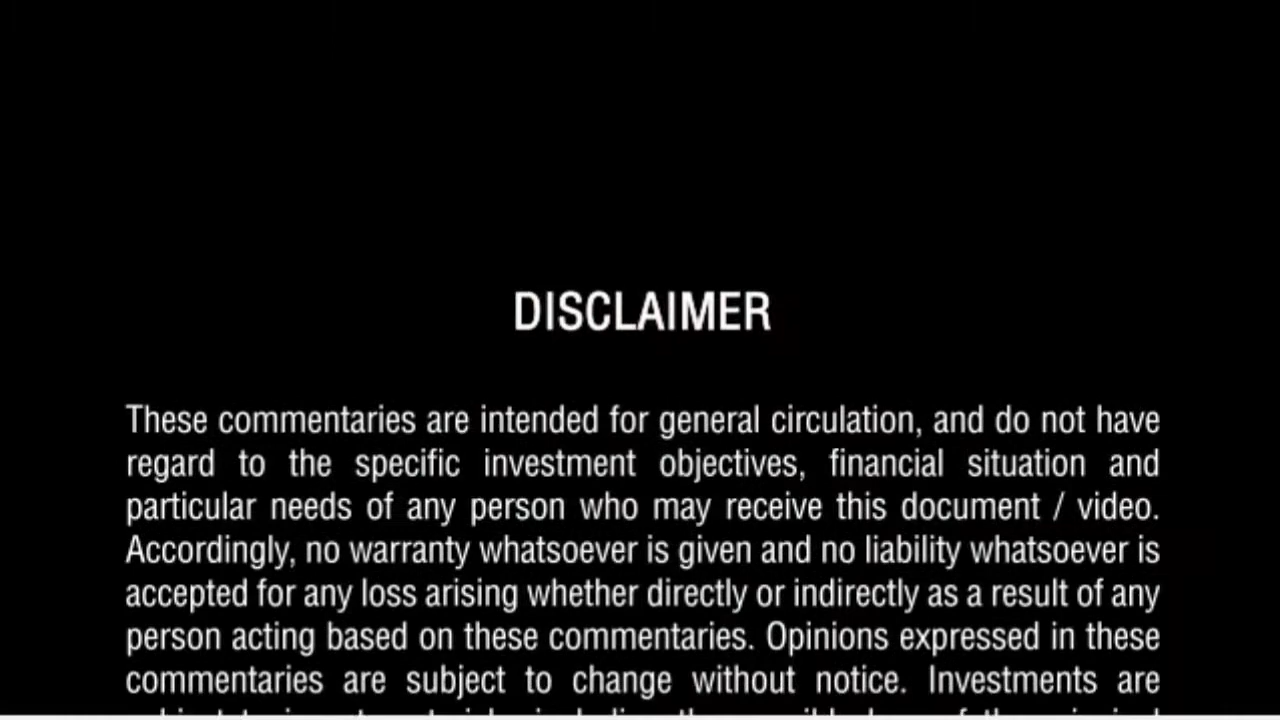 DISCLAIMER
These commentaries are intended for general circulation, and do not have
regard to the specific investment objectives, financial situation and
particular needs of any person who may receive this document / video.
Accordingly, no warranty whatsoever is given and no liability whatsoever is
accepted for any loss arising whether directly or indirectly as a result of any
person acting based on these commentaries. Opinions expressed in these
commentaries are subject to change without notice. Investments are